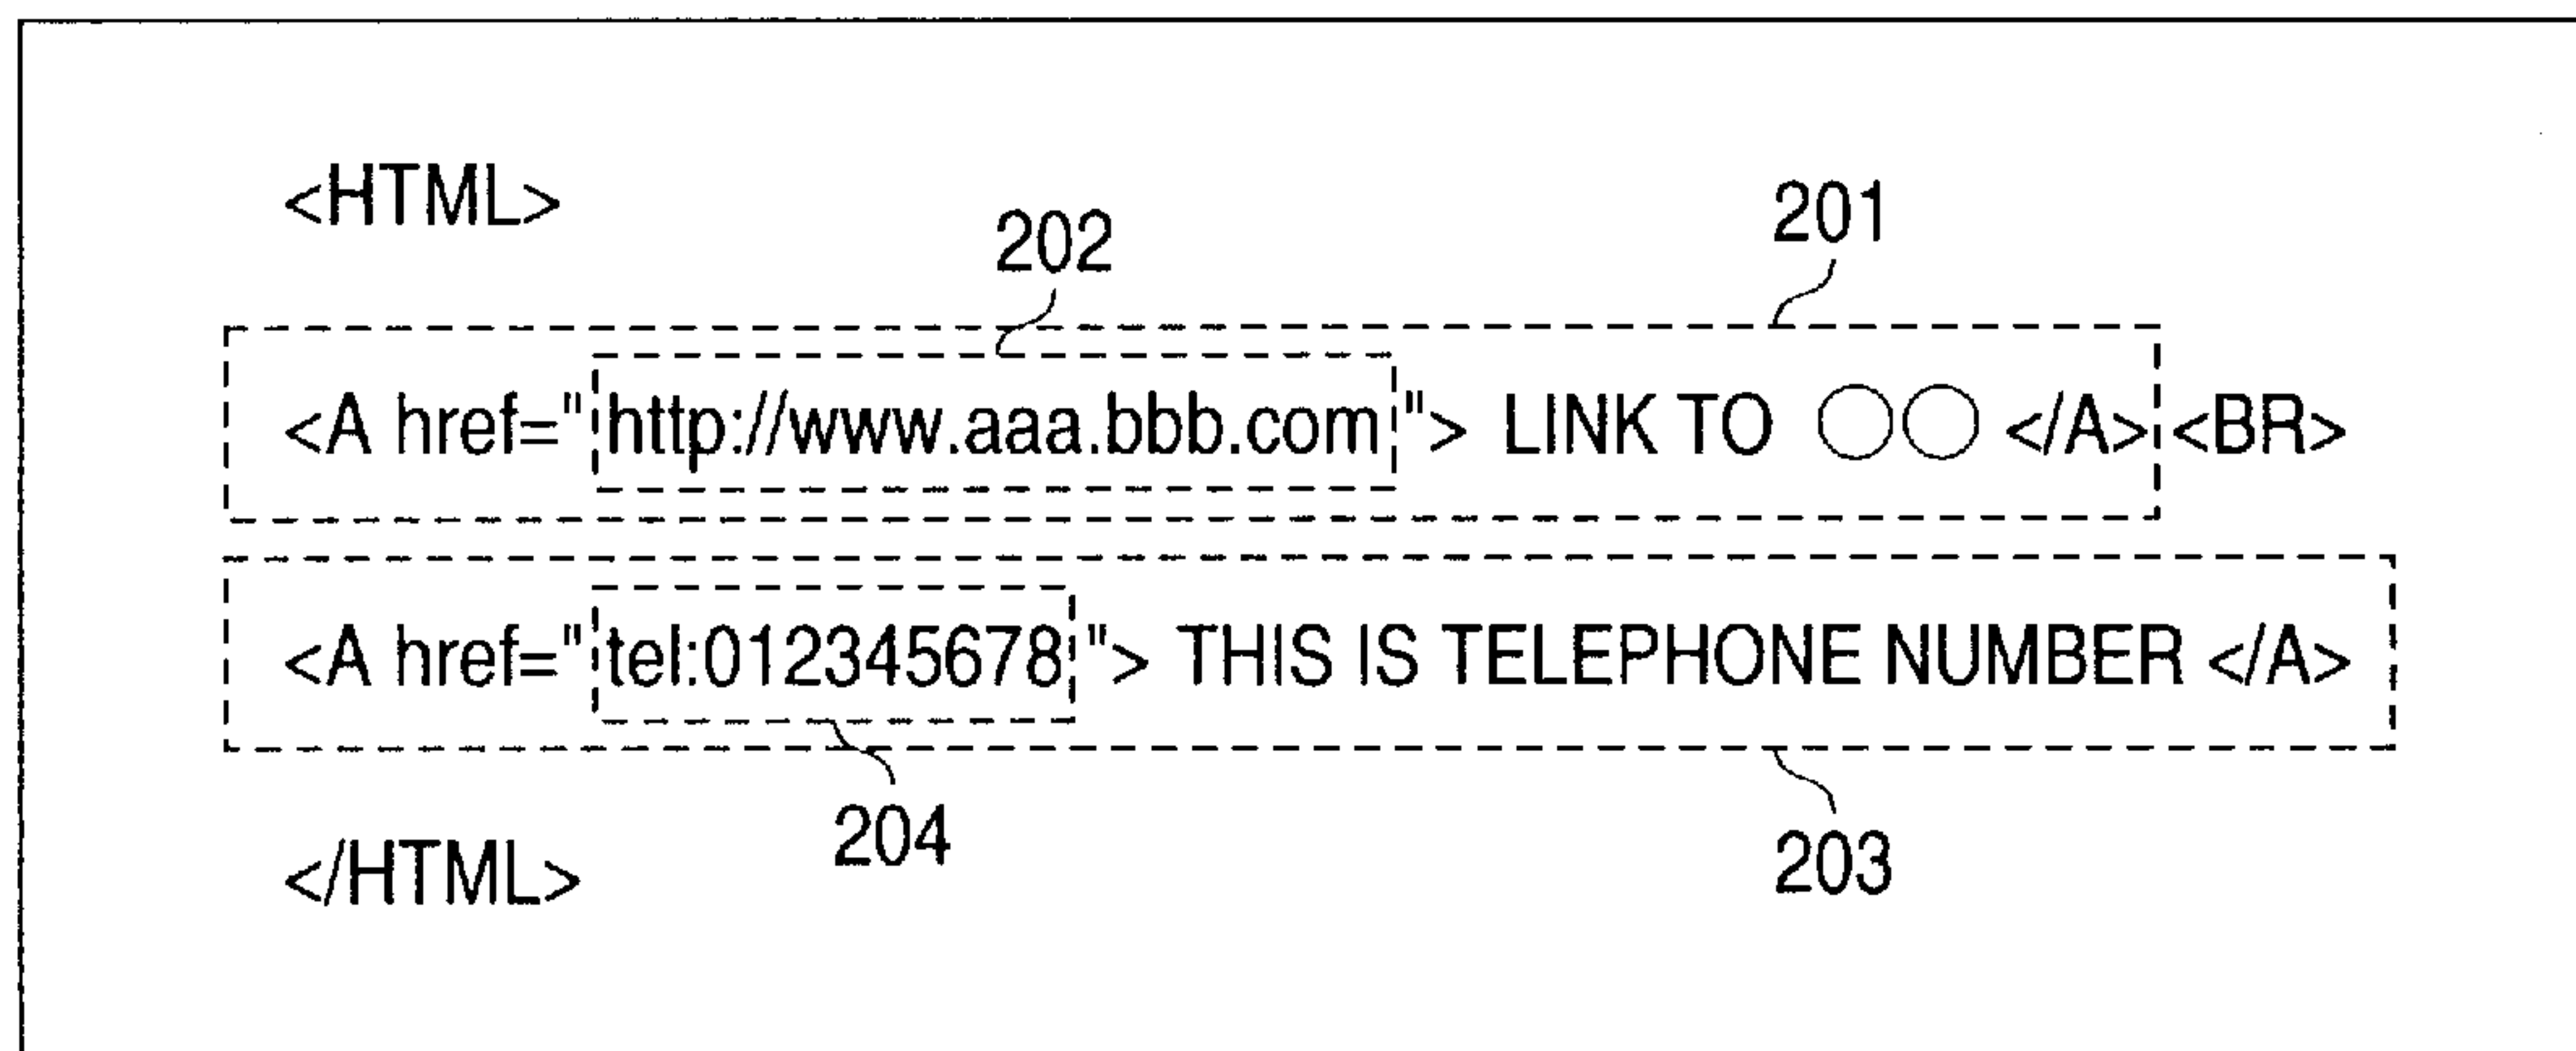 <HTML>
202
201
<A href="http://www.aaa.bbb.com"> LINK TO ○○ </A><BR>
<A href="tel:012345678"> THIS IS TELEPHONE NUMBER </A>
204
203
</HTML>